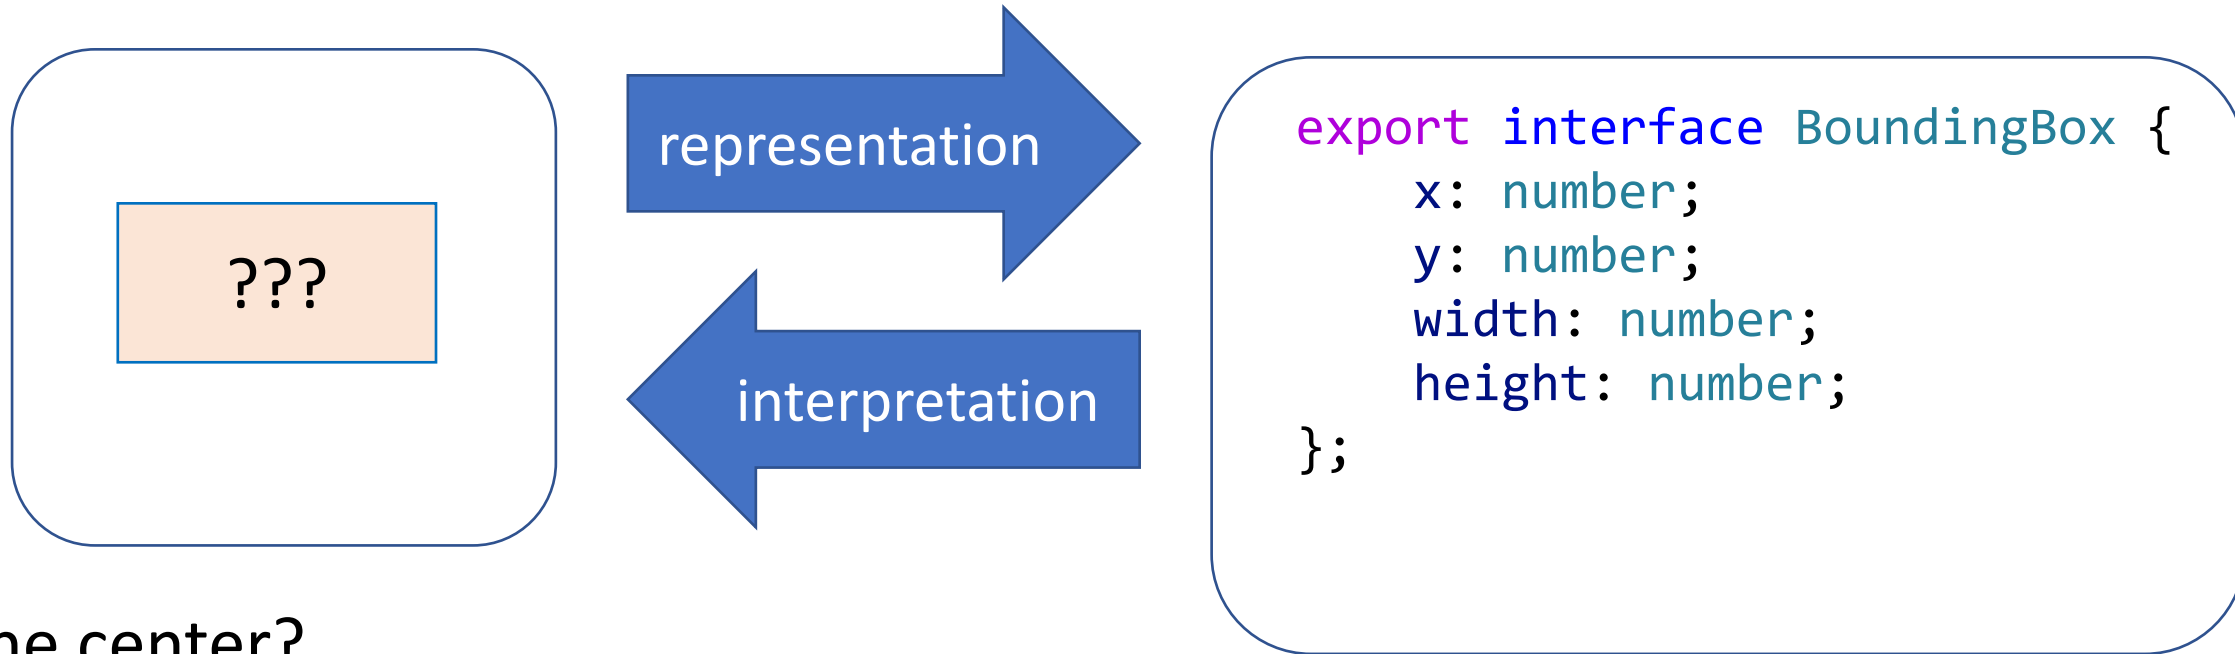 ???
representation
interpretation
export interface BoundingBox {
x: number;
y: number;
width: number;
height: number;
};
center?